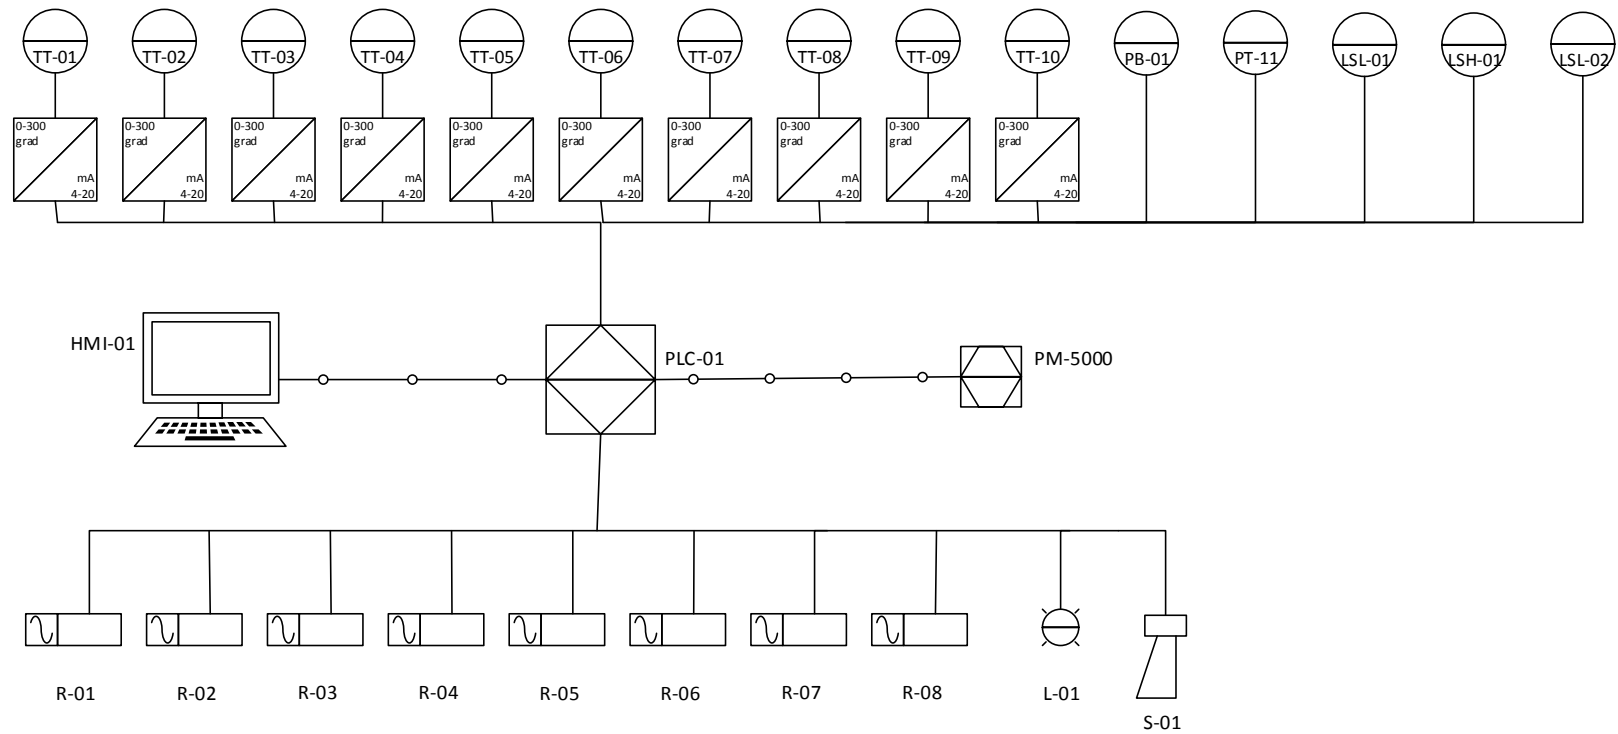 TT-01
TT-02
TT-03
TT-04
TT-05
TT-06
TT-07
TT-08
TT-09
TT-10
PB-01
PT-11
LSL-01
LSH-01
LSL-02
0-300
grad
mA
4-20
0-300
grad
mA
4-20
0-300
grad
mA
4-20
0-300
grad
mA
4-20
0-300
grad
mA
4-20
0-300
grad
mA
4-20
0-300
grad
mA
4-20
0-300
grad
mA
4-20
0-300
grad
mA
4-20
0-300
grad
mA
4-20
HMI-01
PLC-01
PM-5000
R-01
R-02
R-03
R-04
R-05
R-06
R-07
R-08
L-01
S-01